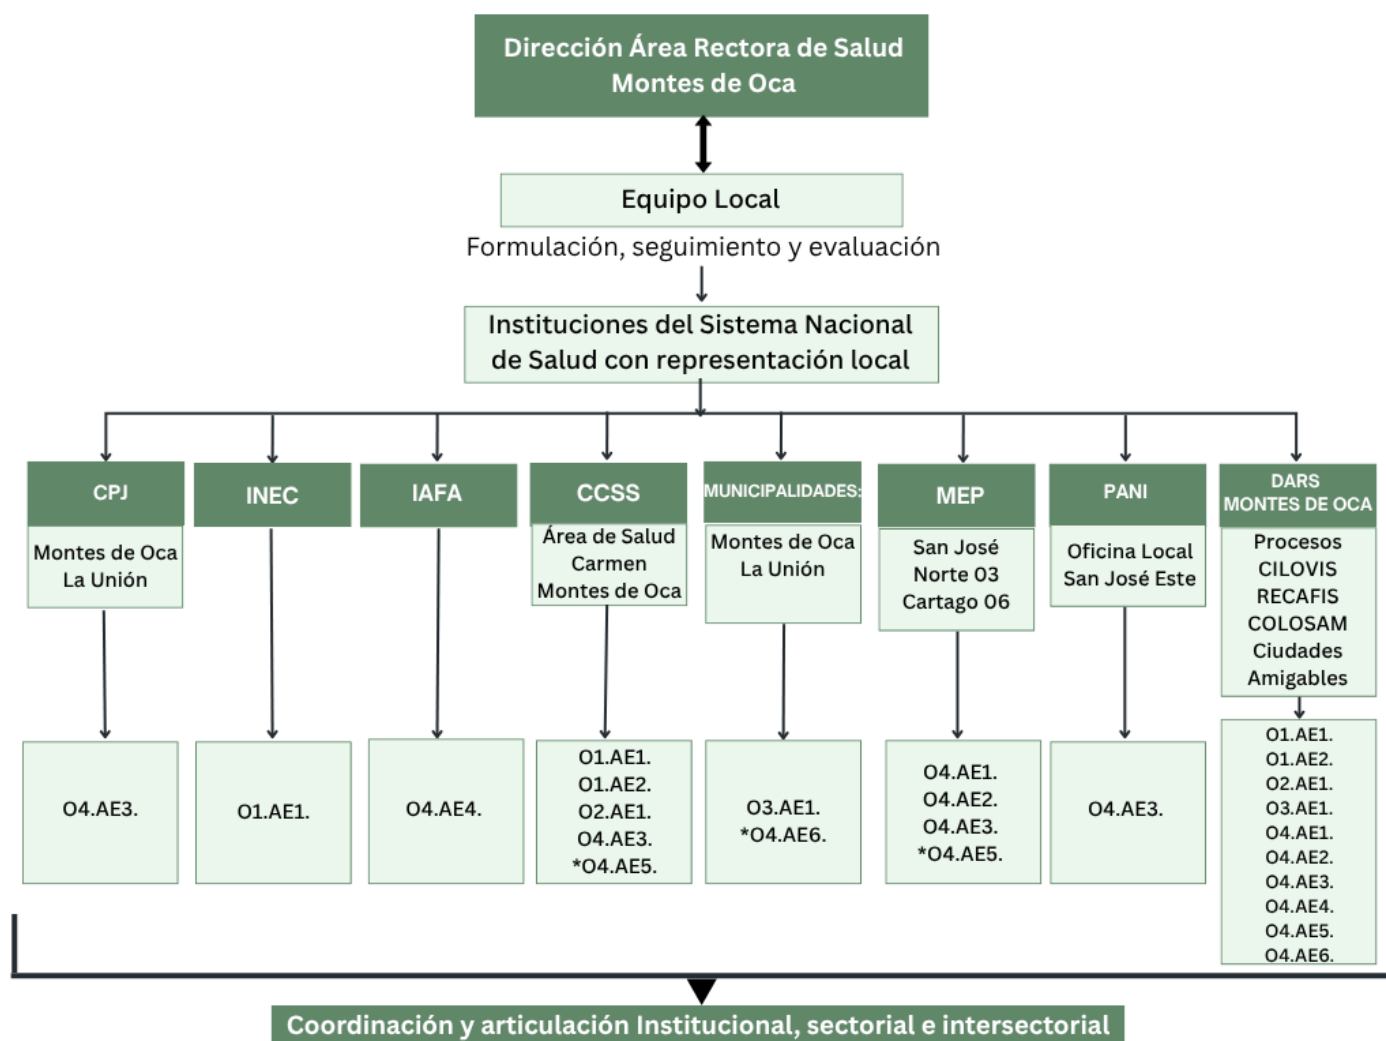 Dirección Área Rectora de Salud
Montes de Oca
Equipo Local
Formulación, seguimiento y evaluación
Instituciones del Sistema Nacional
de Salud con representación local
CPJ
Montes de Oca
La Unión
O4.AE3.
INEC
O1.AE1.
IAFA
O4.AE4.
CCSS
Área de Salud
Carmen
Montes de Oca
O1.AE1.
O1.AE2.
O2.AE1.
O4.AE3.
*O4.AE5.
MUNICIPALIDADES:
Montes de Oca
La Unión
O3.AE1.
*O4.AE6.
MEP
San José
Norte 03
Cartago 06
O4.AE1.
O4.AE2.
O4.AE3.
*O4.AE5.
PANI
Oficina Local
San José Este
O4.AE3.
DARS
MONTES DE OCA
Procesos
CILOVIS
RECAFIS
COLOSAM
Ciudades
Amigables
O1.AE1.
O1.AE2.
O2.AE1.
O3.AE1.
O4.AE1.
O4.AE2.
O4.AE3.
O4.AE4.
O4.AE5.
O4.AE6.
Coordinación y articulación Institucional, sectorial e intersectorial